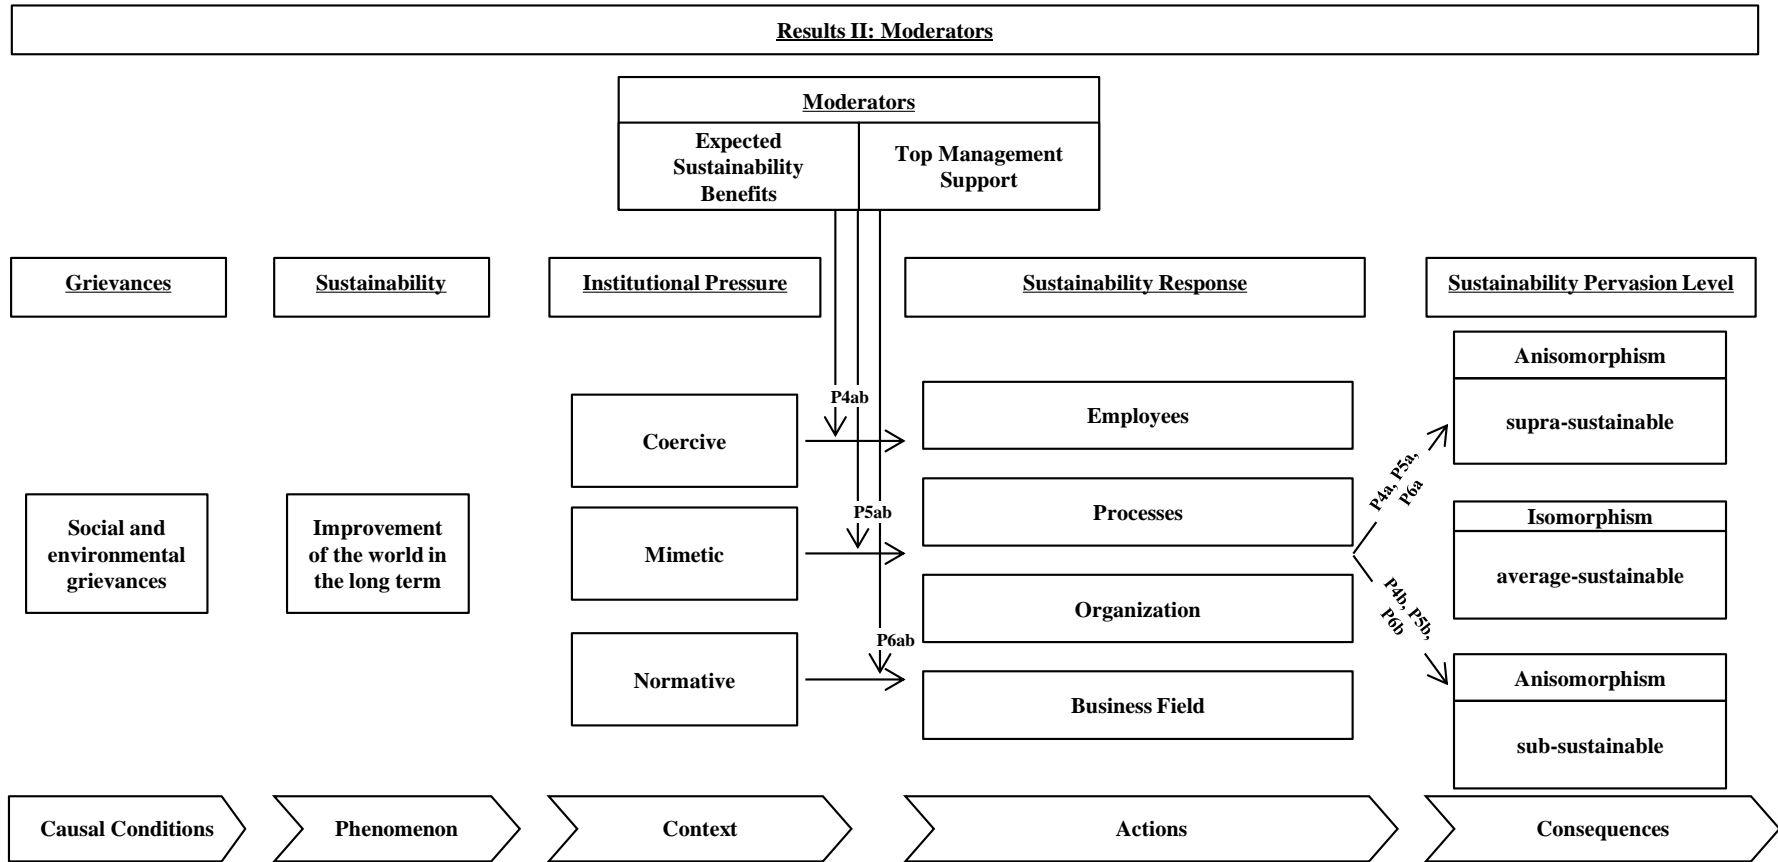 Results II: Moderators
Moderators
Expected
Sustainability
Benefits
Top Management
Support
Grievances
Sustainability
Institutional Pressure
Sustainability Response
Sustainability Pervasion Level
Social and
environmental
grievances
Improvement
of the world in
the long term
Coercive
Mimetic
Normative
P4ab
P5ab
P6ab
Employees
Processes
Organization
Business Field
P4a, P5a,
P6a
P4b, P5b,
P6b
Anisomorphism
supra-sustainable
Isomorphism
average-sustainable
Anisomorphism
sub-sustainable
Causal Conditions
Phenomenon
Context
Actions
Consequences